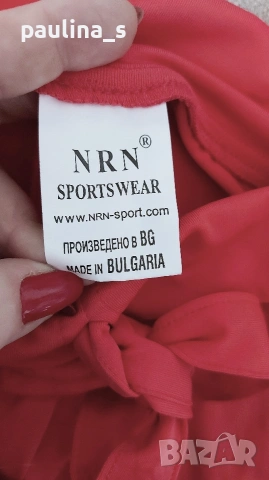 paulina_s
NRN®
SPORTSWEAR
www.NRN-sport.com
ПРОИЗВЕДЕНО В BG
MADE IN BULGARIA
BAZAR